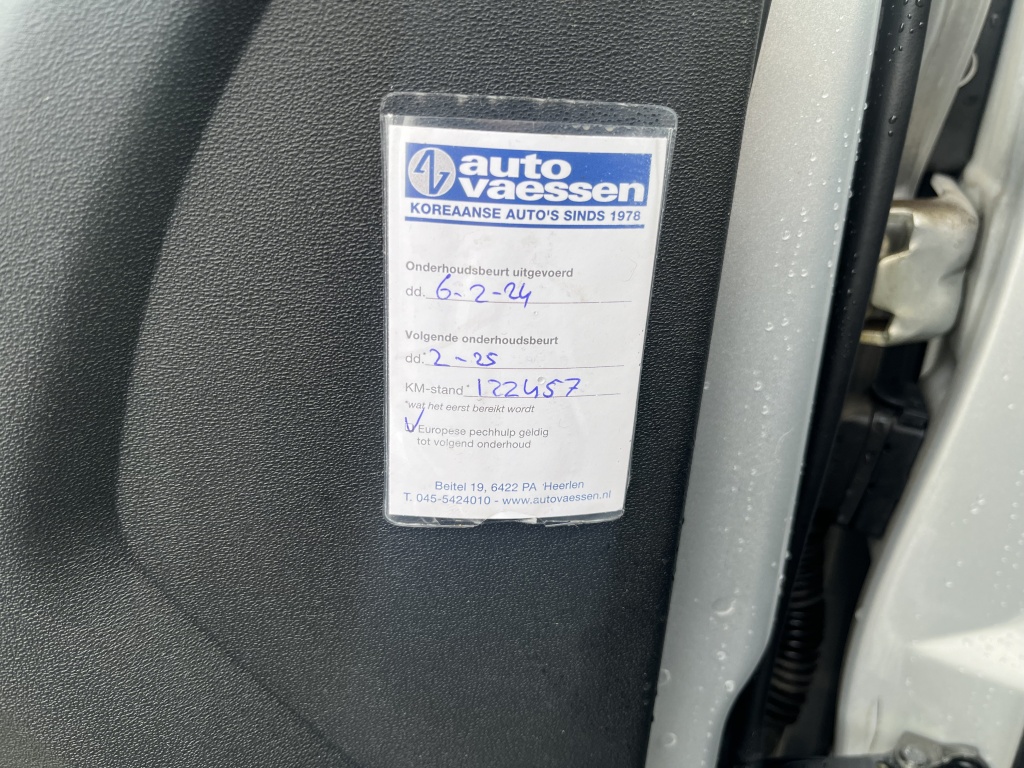 auto
vaessen
KOREAANSE AUTO'S SINDS 1978
Onderhoudsbeurt uitgevoerd
dd. 6-2-24
Volgende onderhoudsbeurt
dd.* 2-25
KM-stand* 122457
*wat het eerst bereikt wordt
Europese pechhulp geldig
tot volgend onderhoud
Beitel 19, 6422 PA Heerlen
T. 045-5424010 - www.autovaessen.nl